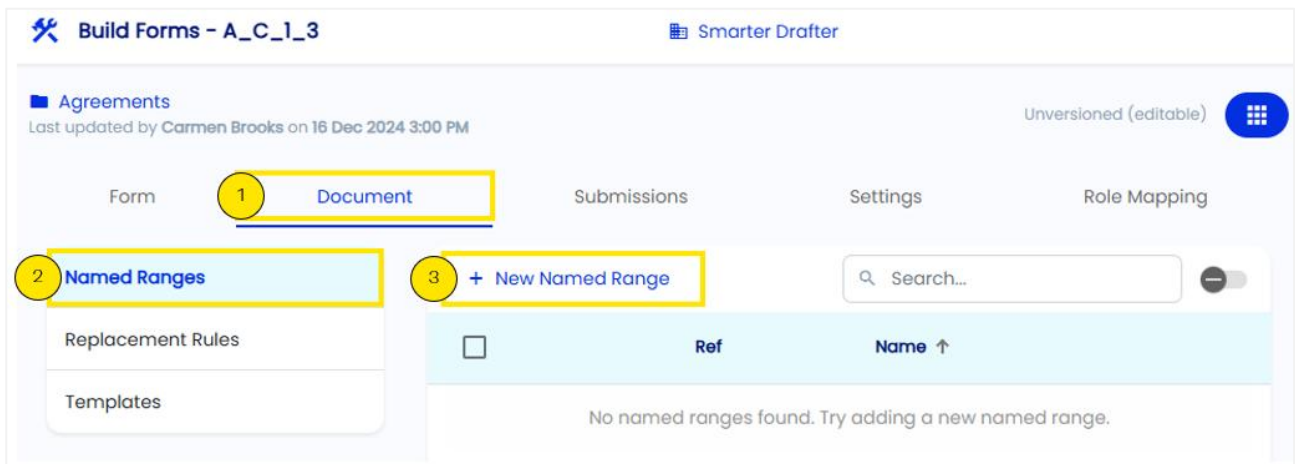 Build Forms - A_C_1_3 Smarter Drafter
Agreements
Last updated by Carmen Brooks on 16 Dec 2024 3:00 PM Unversioned (editable)
Form 1 Document Submissions Settings Role Mapping
2 Named Ranges 3 + New Named Range Search...
Replacement Rules Ref Name ↑
Templates No named ranges found. Try adding a new named range.